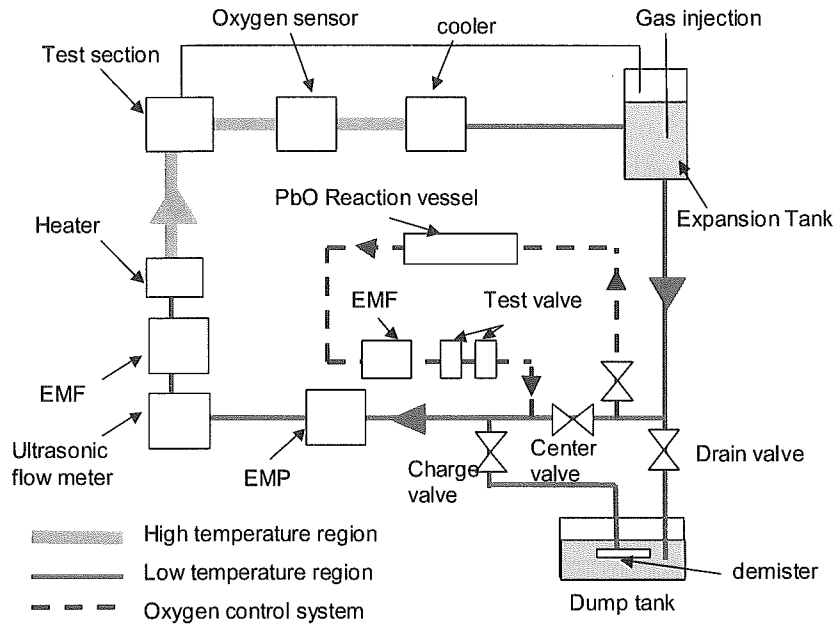 Oxygen sensor
Gas injection
cooler
Test section
PbO Reaction vessel
Expansion Tank
Heater
EMF
Test valve
EMF
Ultrasonic
flow meter
EMP
Charge
valve
Center
valve
Drain valve
High temperature region
Low temperature region
Oxygen control system
demister
Dump tank